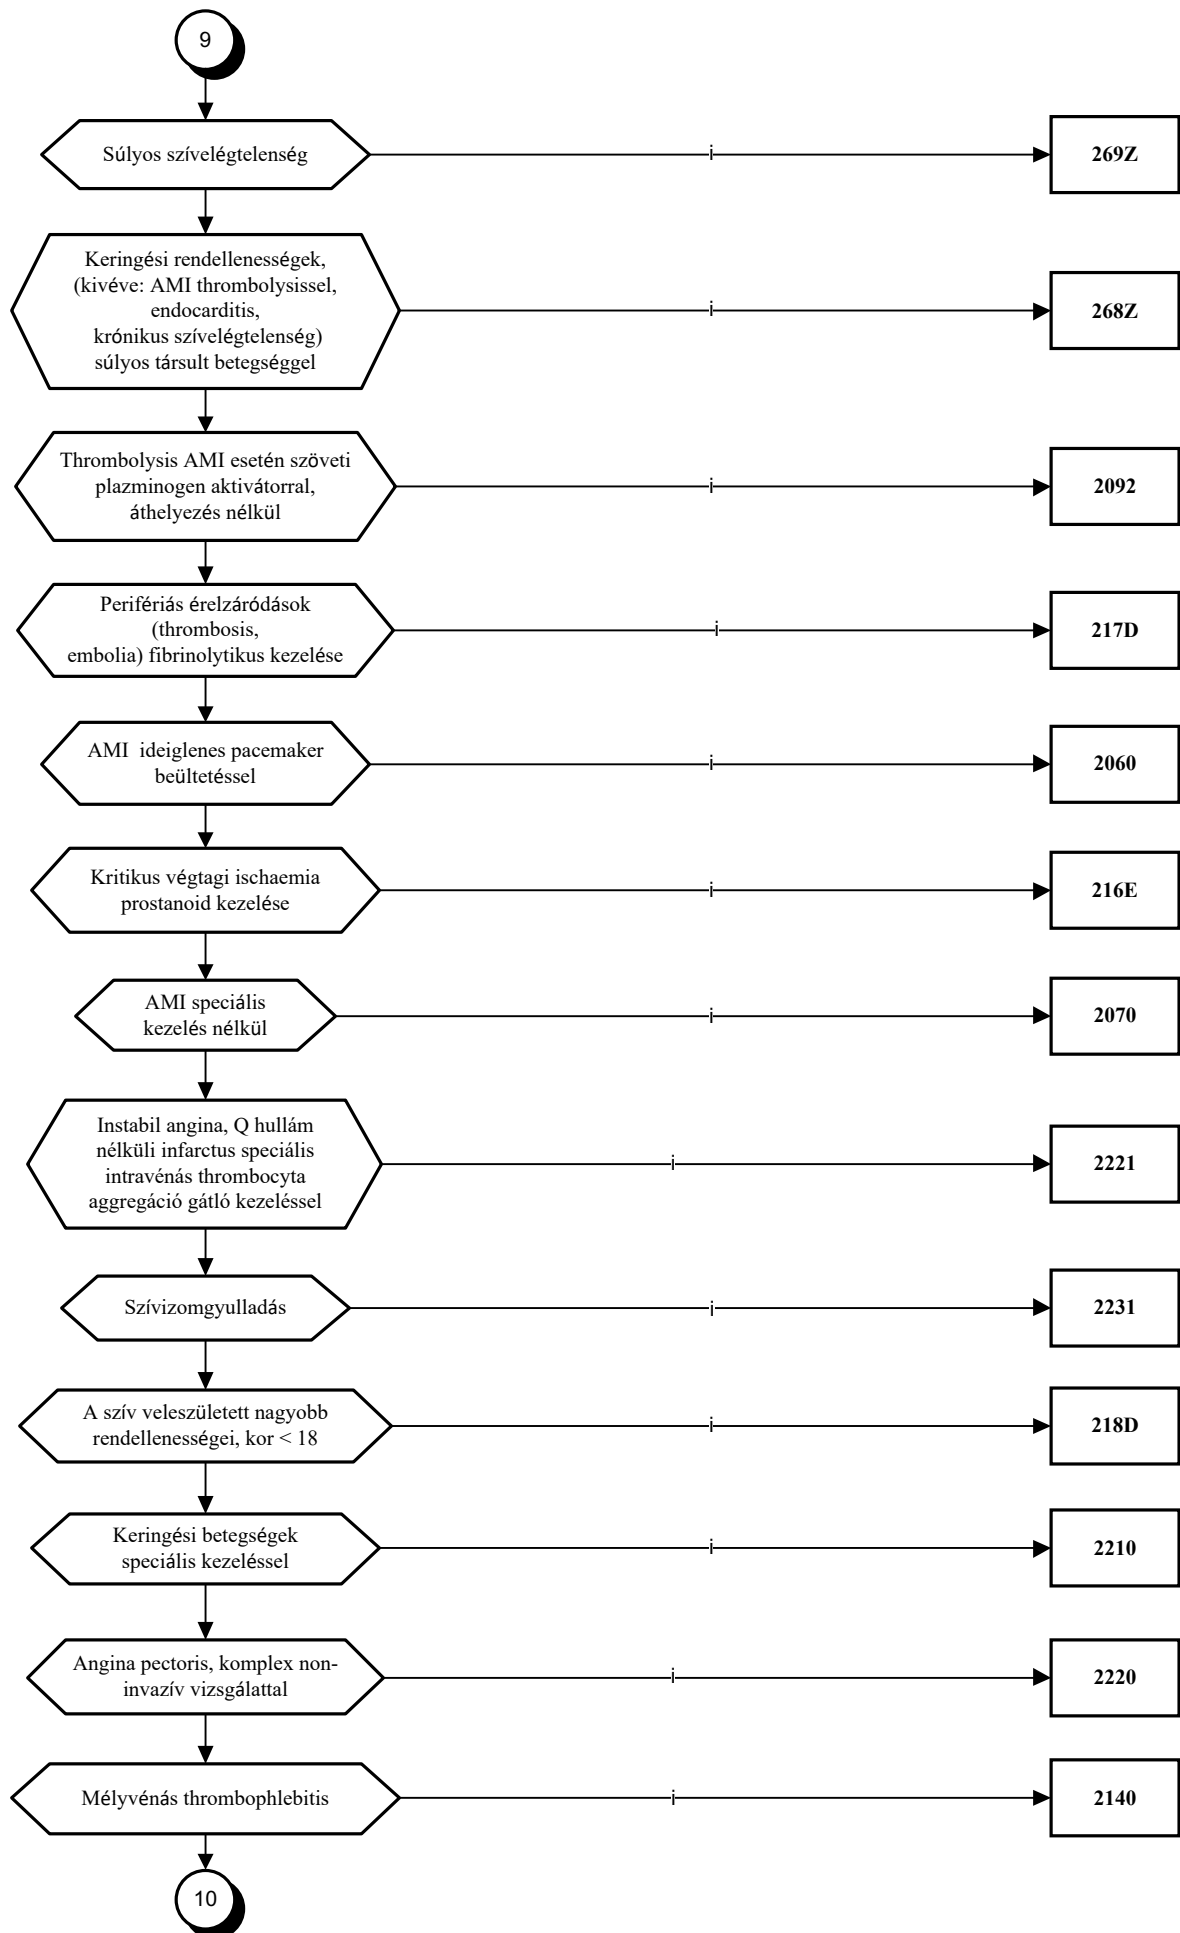 9
Súlyos szívelégtelenség
i
269Z
Keringési rendellenességek,
(kivéve: AMI thrombolysissel,
endocarditis,
krónikus szívelégtelenség)
súlyos társult betegséggel
i
268Z
Thrombolysis AMI esetén szöveti
plazminogen aktivátorral,
áthelyezés nélkül
i
2092
Perifériás érelzáródások
(thrombosis,
embolia) fibrinolytikus kezelése
i
217D
AMI ideiglenes pacemaker
beültetéssel
i
2060
Kritikus végtagi ischaemia
prostanoid kezelése
i
216E
AMI speciális
kezelés nélkül
i
2070
Instabil angina, Q hullám
nélküli infarctus speciális
intravénás thrombocyta
aggregáció gátló kezeléssel
i
2221
Szívizomgyulladás
i
2231
A szív veleszületett nagyobb
rendellenességei, kor < 18
i
218D
Keringési betegségek
speciális kezeléssel
i
2210
Angina pectoris, komplex non-
invazív vizsgálattal
i
2220
Mélyvénás thrombophlebitis
i
2140
10